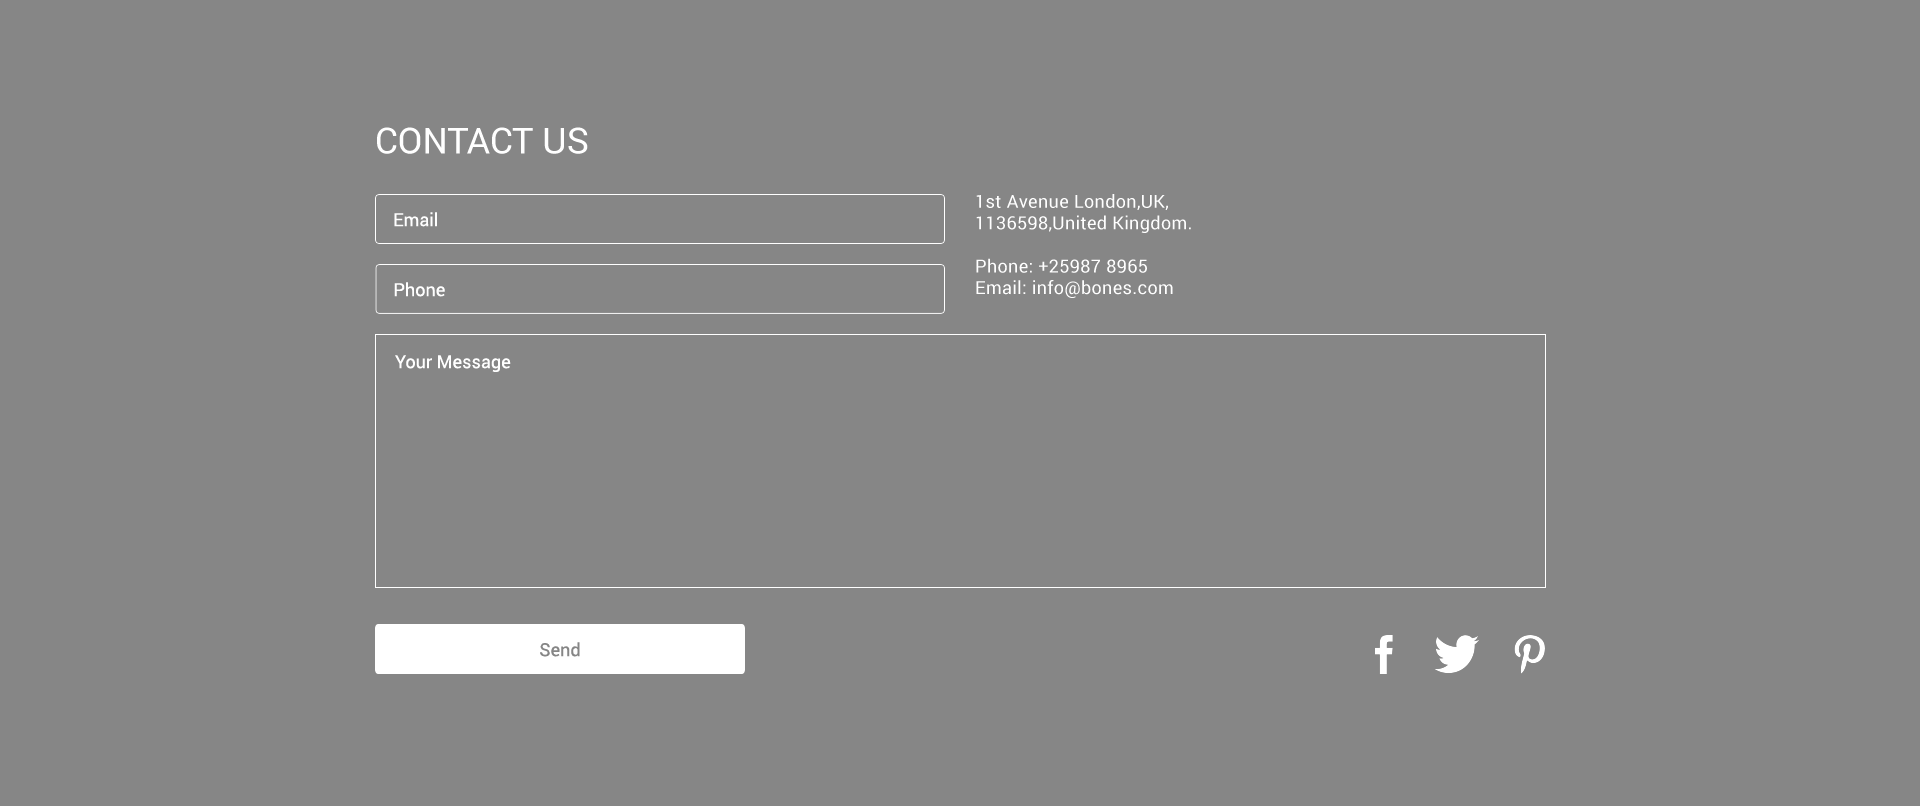 CONTACT US
Email
1st Avenue London,UK,
1136598,United Kingdom.
Phone
Phone: +25987 8965
Email: info@bones.com
Your Message
Send